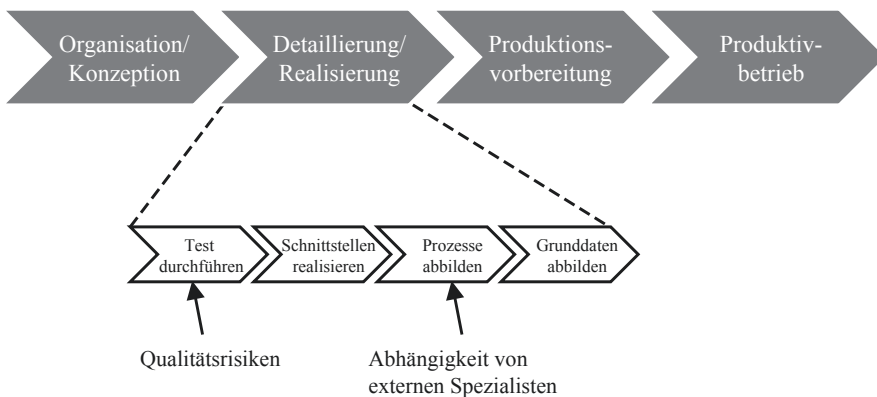 Organisation/
Konzeption
Detaillierung/
Realisierung
Produktions-
vorbereitung
Produktiv-
betrieb
Test
durchführen
Schnittstellen
realisieren
Prozesse
abbilden
Grunddaten
abbilden
Qualitätsrisiken
Abhängigkeit von
externen Spezialisten